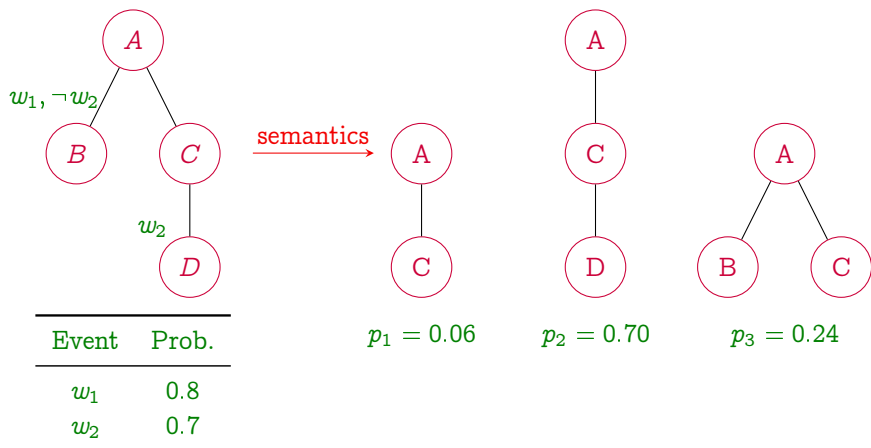 A
A
w₁, ¬w₂
semantics
B
C
A
C
A
w₂
D
C
D
B
C
Event Prob.
p₁ = 0.06
p₂ = 0.70
p₃ = 0.24
w₁ 0.8
w₂ 0.7